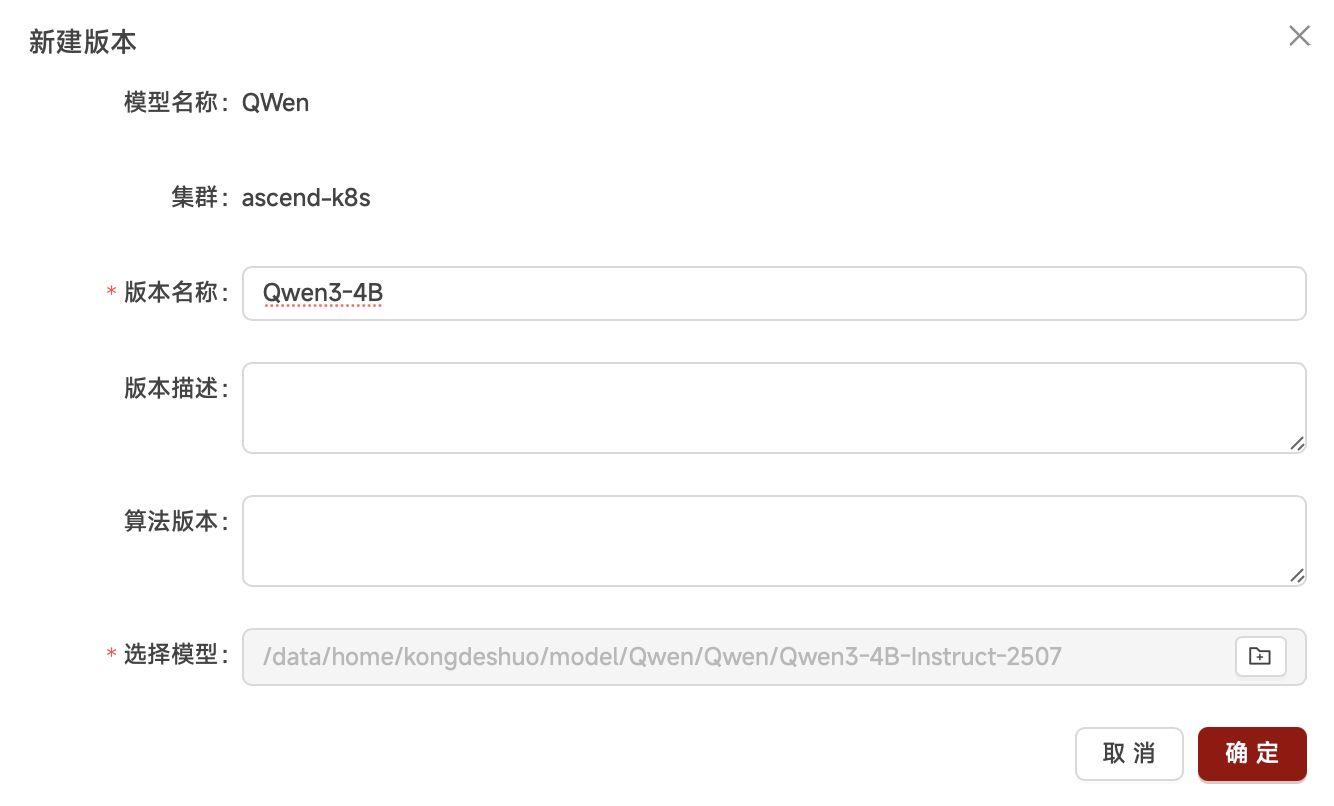 新建版本
模型名称: QWen
集群: ascend-k8s
* 版本名称: Qwen3-4B
版本描述:
算法版本:
* 选择模型: /data/home/kongdeshuo/model/Qwen/Qwen/Qwen3-4B-Instruct-2507
取 消 确 定